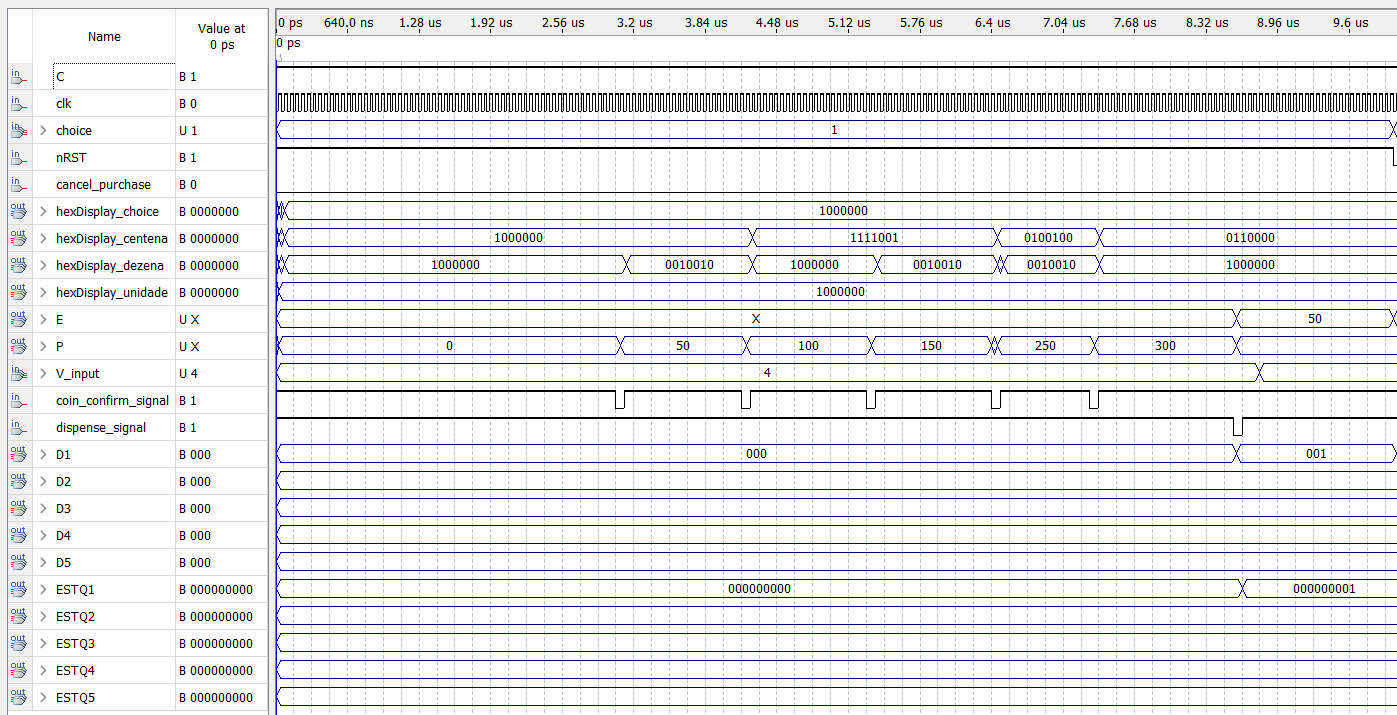 Name
Value at
0 ps
0 ps 640.0 ns 1.28 us 1.92 us 2.56 us 3.2 us 3.84 us 4.48 us 5.12 us 5.76 us 6.4 us 7.04 us 7.68 us 8.32 us 8.96 us 9.6 us
0 ps
in C B 1
in clk B 0
in choice U 1 1
in nRST B 1
in cancel_purchase B 0
out hexDisplay_choice B 0000000 1000000
out hexDisplay_centena B 0000000 1000000 1111001 0100100 0110000
out hexDisplay_dezena B 0000000 1000000 0010010 1000000 0010010 0010010 1000000
out hexDisplay_unidade B 0000000 1000000
out E U X X 50
out P U X 0 50 100 150 250 300
in V_input U 4 4
in coin_confirm_signal B 1
in dispense_signal B 1
out D1 B 000 000 001
out D2 B 000
out D3 B 000
out D4 B 000
out D5 B 000
out ESTQ1 B 000000000 000000000 000000001
out ESTQ2 B 000000000
out ESTQ3 B 000000000
out ESTQ4 B 000000000
out ESTQ5 B 000000000